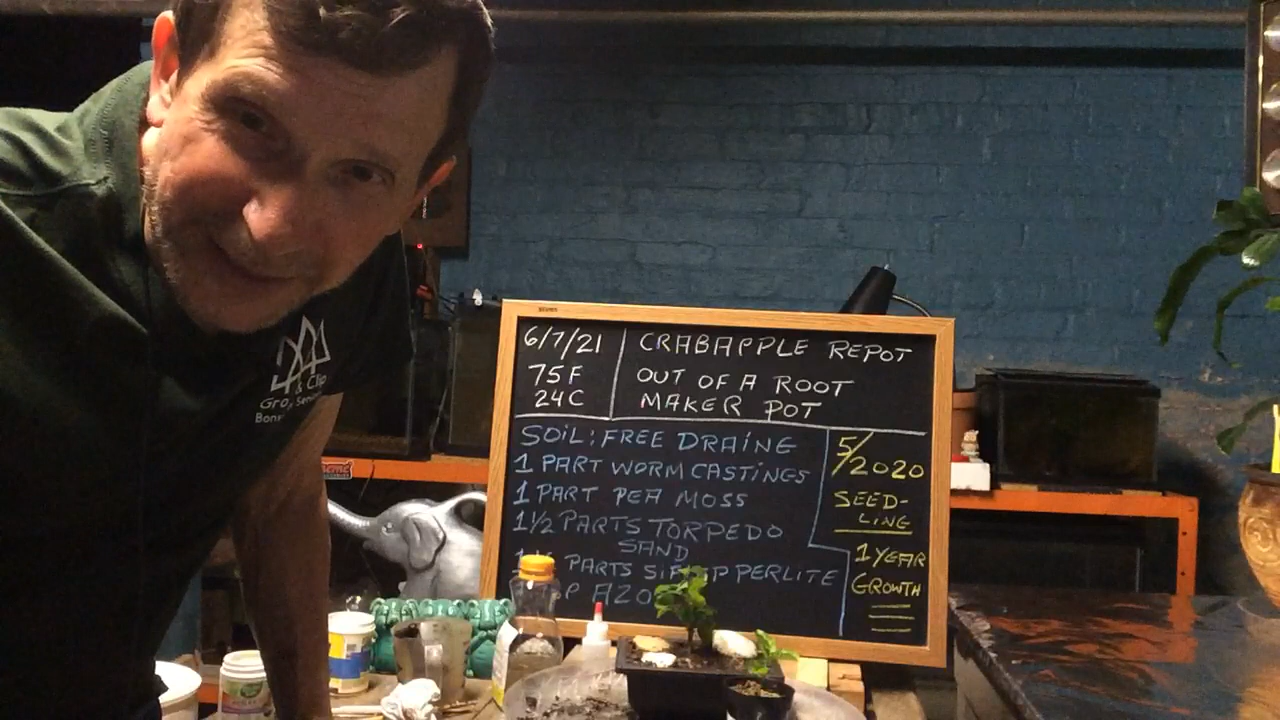 6/7/21
75F
24C
CRABAPPLE REPOT
OUT OF A ROOT
MAKER POT
SOIL: FREE DRAINE
1 PART WORM CASTINGS
1 PART PEA MOSS
1½ PARTS TORPEDO
SAND
PARTS PERLITE
5/2020
SEED-
LING
1 YEAR
GROWTH
& Clip